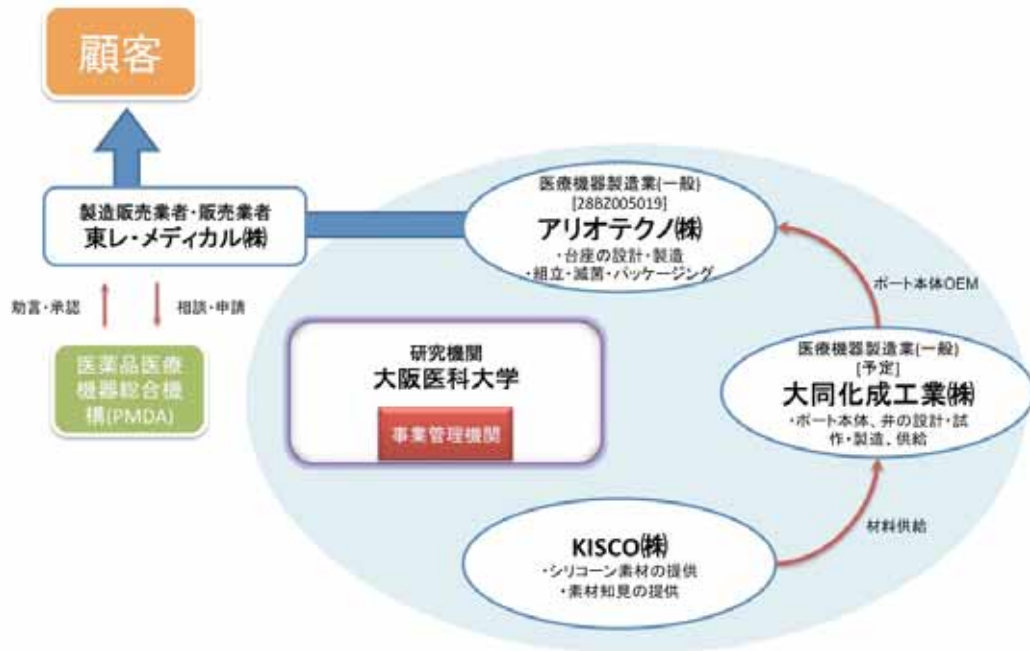 顧客
製造販売業者・販売業者
東レ・メディカル㈱
助言・承認
相談・申請
医薬品医療
機器総合機
構(PMDA)
医療機器製造業(一般)
[28BZ005019]
アリオテクノ㈱
・台座の設計・製造
・組立・滅菌・パッケージング
ポート本体OEM
研究機関
大阪医科大学
事業管理機関
医療機器製造業(一般)
[予定]
大同化成工業㈱
・ポート本体、弁の設計・試
作・製造、供給
材料供給
KISCO㈱
・シリコーン素材の提供
・素材知見の提供